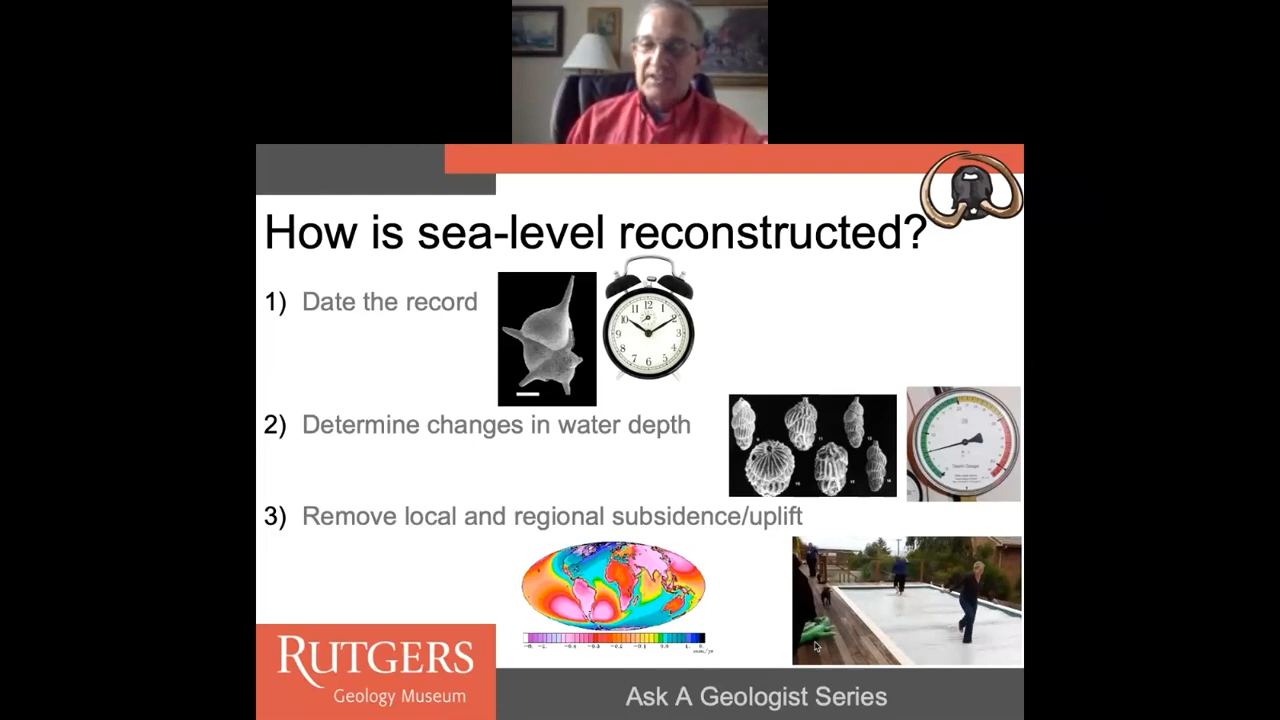 How is sea-level reconstructed?
1) Date the record
2) Determine changes in water depth
3) Remove local and regional subsidence/uplift
RUTGERS
Geology Museum
Ask A Geologist Series